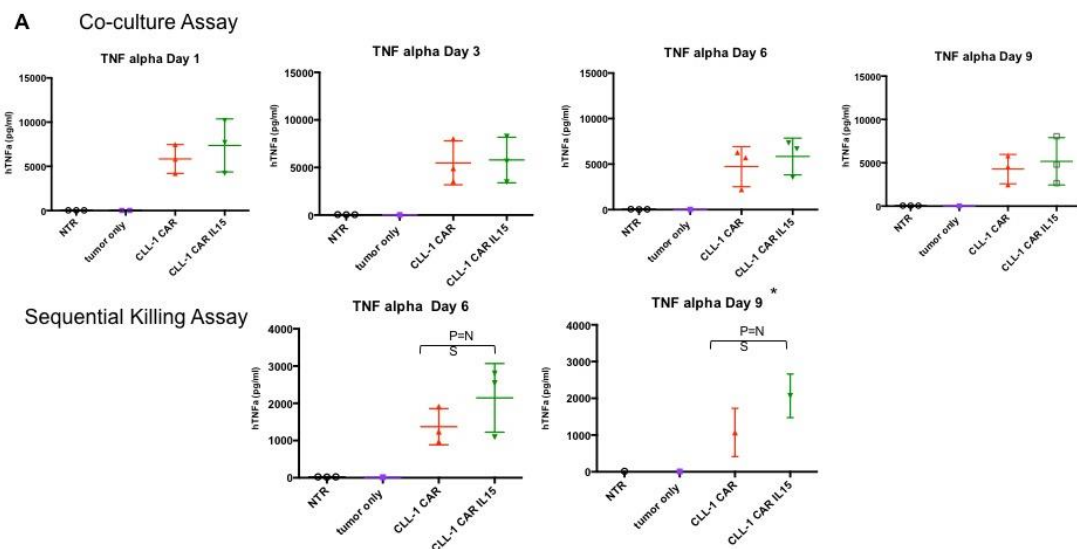 A
Co-culture Assay
TNF alpha Day 1
hTNFa (pg/ml)
15000
10000
5000
0
NTR
tumor only
CLL-1 CAR
CLL-1 CAR IL15
TNF alpha Day 3
hTNFa (pg/ml)
15000
10000
5000
0
NTR
tumor only
CLL-1 CAR
CLL-1 CAR IL15
TNF alpha Day 6
hTNFa (pg/ml)
15000
10000
5000
0
NTR
tumor only
CLL-1 CAR
CLL-1 CAR IL15
TNF alpha Day 9
hTNFa (pg/ml)
15000
10000
5000
0
NTR
tumor only
CLL-1 CAR
CLL-1 CAR IL15
Sequential Killing Assay
TNF alpha Day 6
P=N
S
hTNFa (pg/ml)
4000
3000
2000
1000
0
NTR
tumor only
CLL-1 CAR
CLL-1 CAR IL15
TNF alpha Day 9 *
P=N
S
hTNFa (pg/ml)
4000
3000
2000
1000
0
NTR
tumor only
CLL-1 CAR
CLL-1 CAR IL15